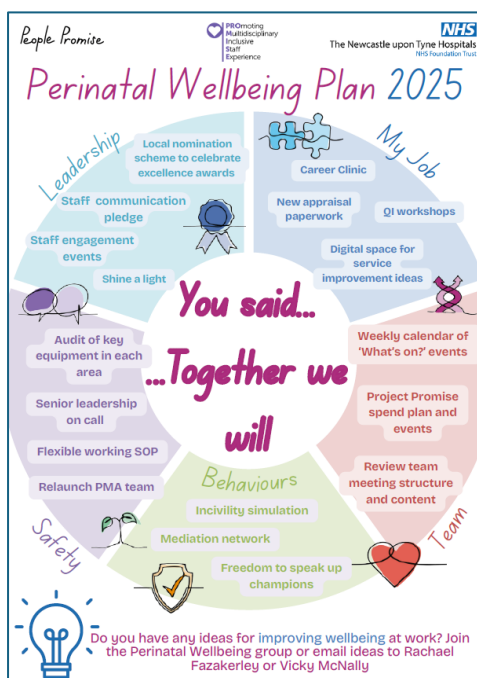 People Promise
PROmoting
Multidisciplinary
Inclusive
Staff
Experience
NHS
The Newcastle upon Tyne Hospitals
NHS Foundation Trust
Perinatal Wellbeing Plan 2025
Leadership
Local nomination
scheme to celebrate
excellence awards
Staff communication
pledge
Staff engagement
events
Shine a light
My Job
Career Clinic
New appraisal
paperwork
QI workshops
Digital space for
service
improvement ideas
You said...
...Together we
will
Audit of key
equipment in each
area
Senior leadership
on call
Flexible working SOP
Relaunch PMA team
Safety
Weekly calendar of
'What's on?' events
Project Promise
spend plan and
events
Review team
meeting structure
and content
Team
Behaviours
Incivility simulation
Mediation network
Freedom to speak up
champions
Do you have any ideas for improving wellbeing at work? Join
the Perinatal Wellbeing group or email ideas to Rachael
Fazakerley or Vicky McNally